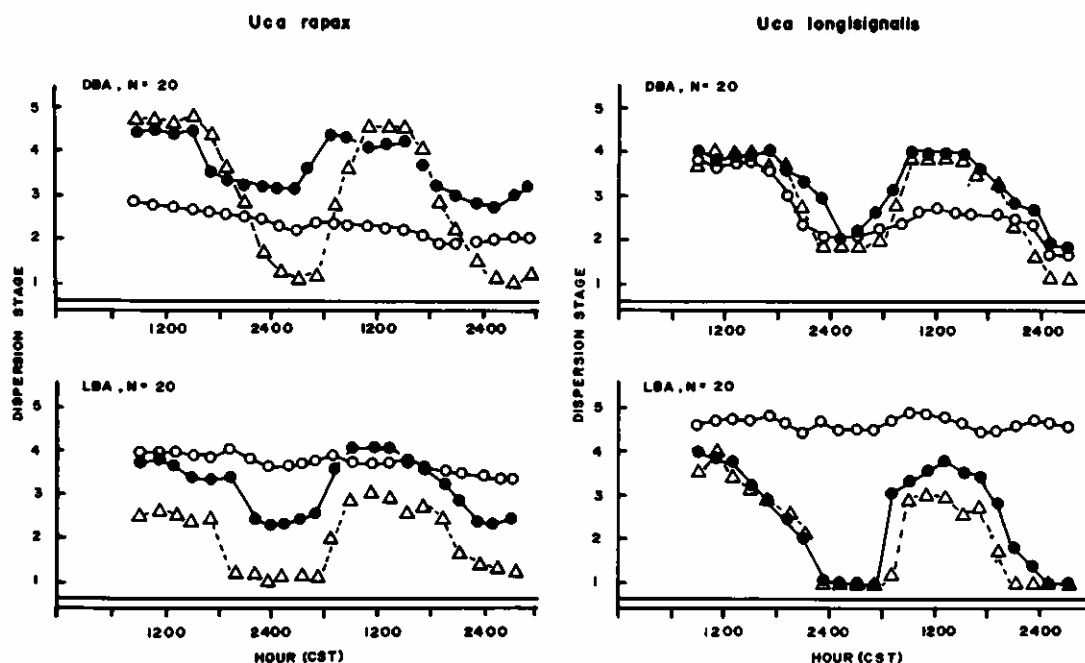 Uca rapax
Uca longisignalis
DBA, N= 20
DBA, N= 20
5
4
3
2
1
5
4
3
2
1
1200 2400 1200 2400
1200 2400 1200 2400
DISPERSION STAGE
DISPERSION STAGE
LBA, N= 20
LBA, N= 20
5
4
3
2
1
5
4
3
2
1
1200 2400 1200 2400
1200 2400 1200 2400
HOUR (CST)
HOUR (CST)